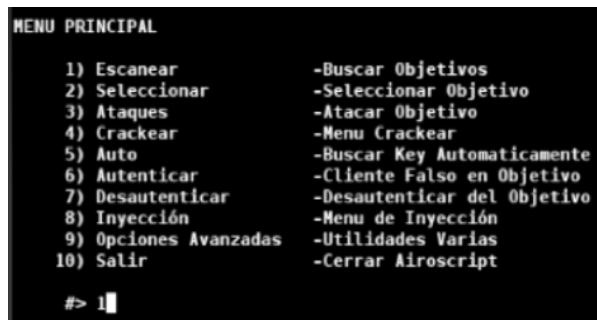 MENU PRINCIPAL
1) Escanear -Buscar Objetivos
2) Seleccionar -Seleccionar Objetivo
3) Ataques -Atacar Objetivo
4) Crackear -Menu Crackear
5) Auto -Buscar Key Automaticamente
6) Autenticar -Cliente Falso en Objetivo
7) Desautenticar -Desautenticar del Objetivo
8) Inyección -Menu de Inyección
9) Opciones Avanzadas -Utilidades Varias
10) Salir -Cerrar Airoscript
#> 1